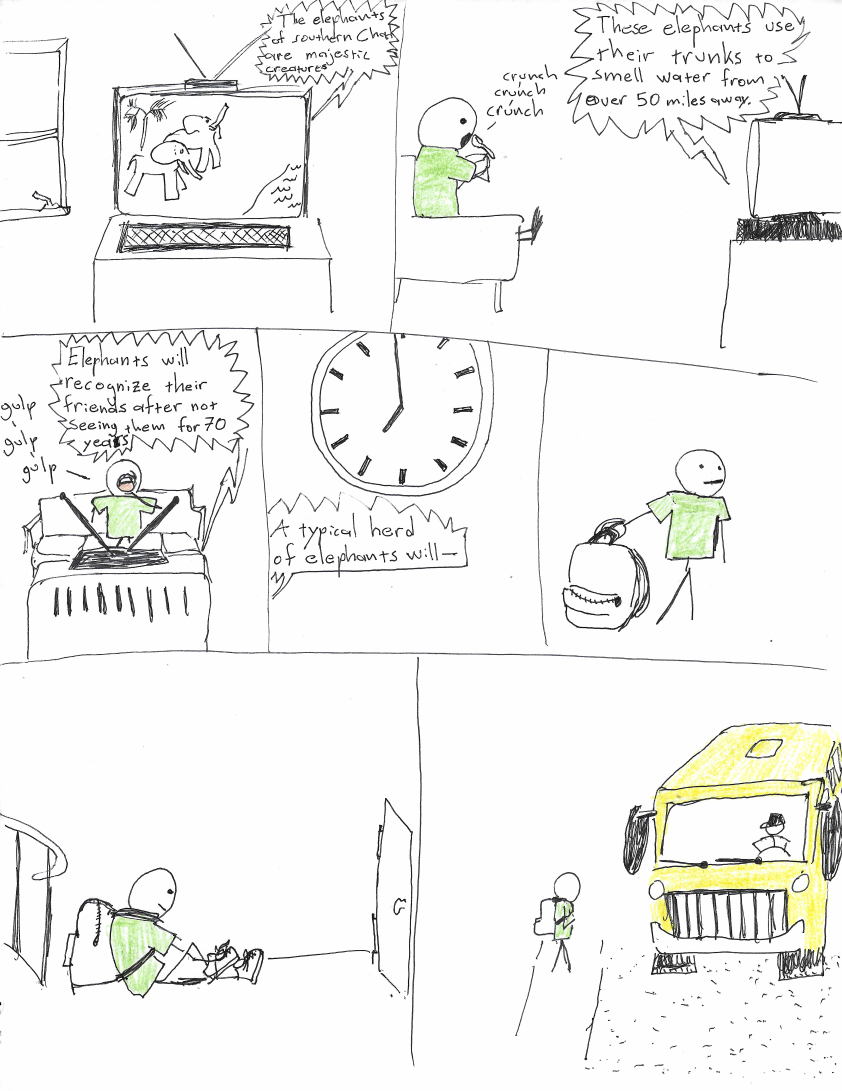 The elephants
of southern Chad
are majestic
creatures
crunch
crunch
crunch
These elephants use
their trunks to
smell water from
over 50 miles away.
gulp
gulp
gulp
Elephants will
recognize their
friends after not
seeing them for 70
years
A typical herd
of elephants will—